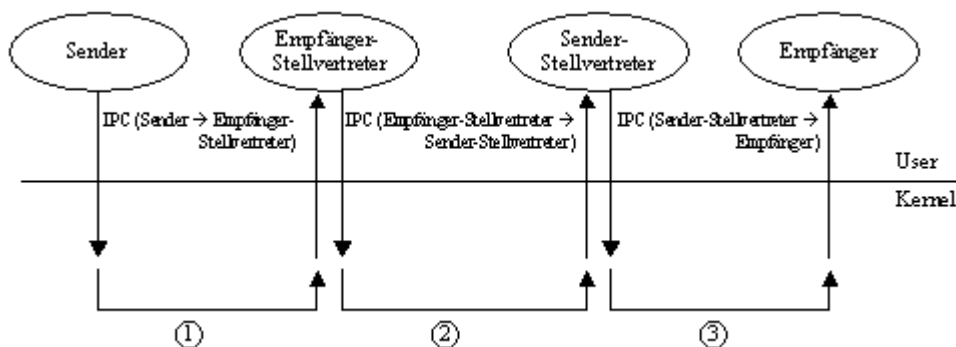 Sender
Empfänger-
Stellvertreter
Sender-
Stellvertreter
Empfänger
IPC (Sender → Empfänger-
Stellvertreter)
IPC (Empfänger-Stellvertreter →
Sender-Stellvertreter)
IPC (Sender-Stellvertreter →
Empfänger)
User
Kernel
1
2
3